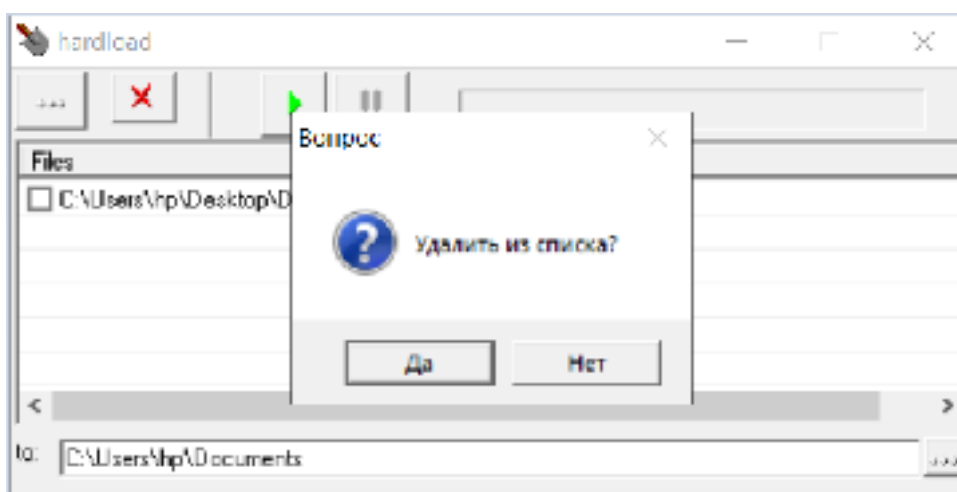 hardload
...
Вопрос
Files
C:\Users\hp\Desktop\D
Удалить из списка?
Да
Нет
to:
C:\Users\hp\Documents
...